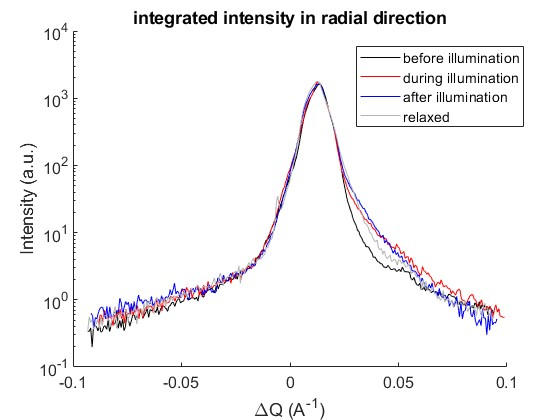 integrated intensity in radial direction
10^4
10^3
10^2
10^1
10^0
10^-1
Intensity (a.u.)
before illumination
during illumination
after illumination
relaxed
-0.1
-0.05
0
0.05
0.1
ΔQ (A^-1)